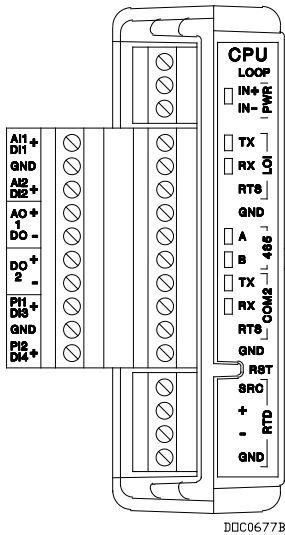 CPU
LOOP
IN+
IN-
PWR
TX
RX
RTS
LOI
GND
A
B
485
TX
RX
RTS
COM2
GND
RST
SRC
+
-
RTD
GND
AI1
DI1 +
GND
AI2
DI2 +
AO +
1
DO -
DO +
2 -
PI1
DI3 +
GND
PI2
DI4 +
DOC0677B